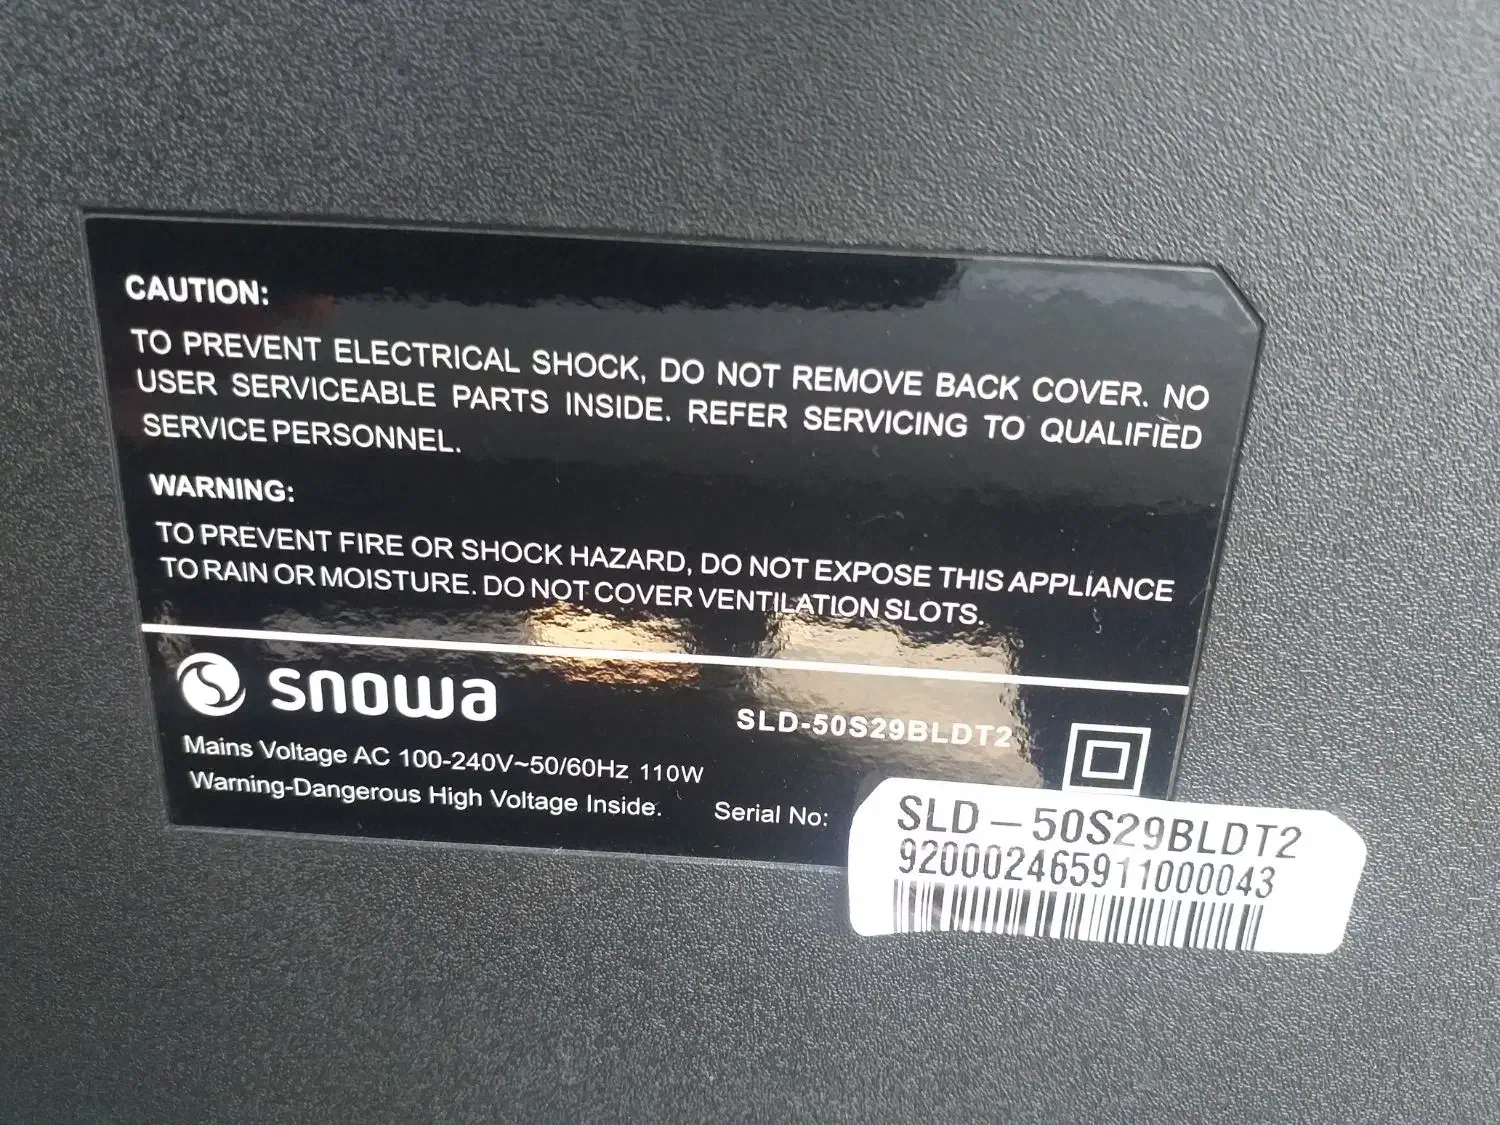 CAUTION:
TO PREVENT ELECTRICAL SHOCK, DO NOT REMOVE BACK COVER. NO
USER SERVICEABLE PARTS INSIDE. REFER SERVICING TO QUALIFIED
SERVICE PERSONNEL.
WARNING:
TO PREVENT FIRE OR SHOCK HAZARD, DO NOT EXPOSE THIS APPLIANCE
TO RAIN OR MOISTURE. DO NOT COVER VENTILATION SLOTS.
snowa
SLD-50S29BLDT2
Mains Voltage AC 100-240V~50/60Hz 110W
Warning-Dangerous High Voltage Inside.
Serial No:
SLD-50S29BLDT2
920002465911000043